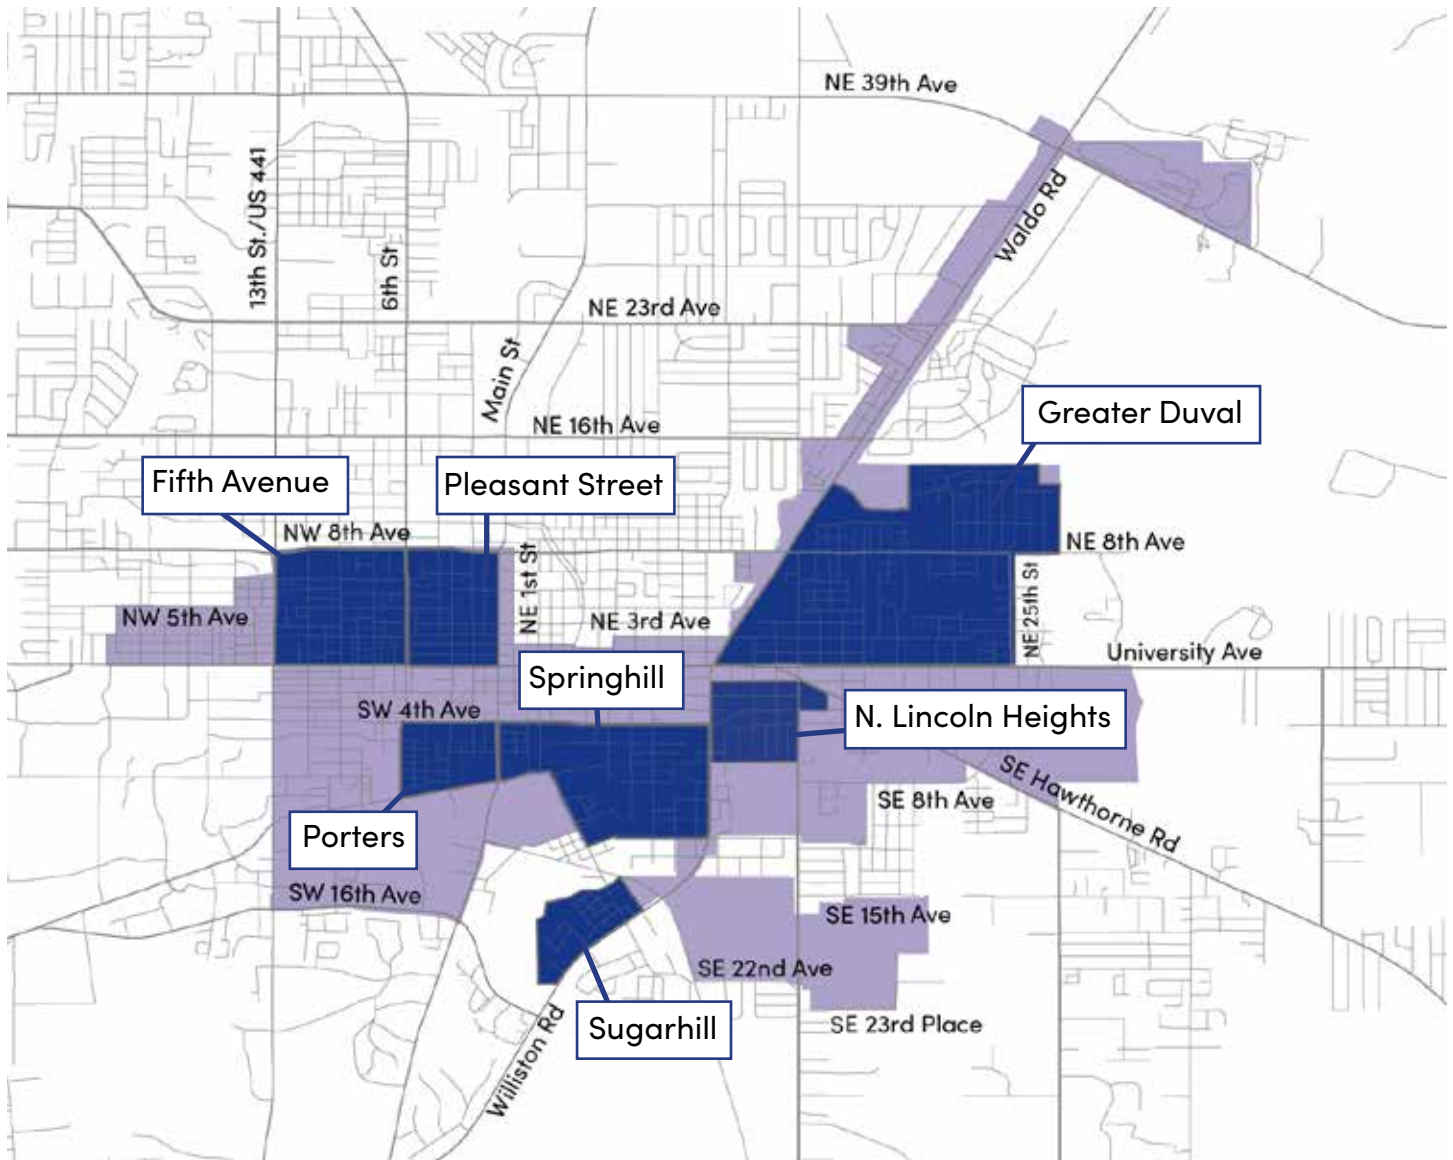 NE 39th Ave
13th St./US 441
6th St
Waldo Rd
NE 23rd Ave
Main St
NE 16th Ave
Greater Duval
Fifth Avenue
Pleasant Street
NW 8th Ave
NE 8th Ave
NE 1st St
NE 25th St
NW 5th Ave
NE 3rd Ave
University Ave
Springhill
SW 4th Ave
N. Lincoln Heights
SE Hawthorne Rd
SE 8th Ave
Porters
SW 16th Ave
SE 15th Ave
SE 22nd Ave
Sugarhill
SE 23rd Place
Williston Rd